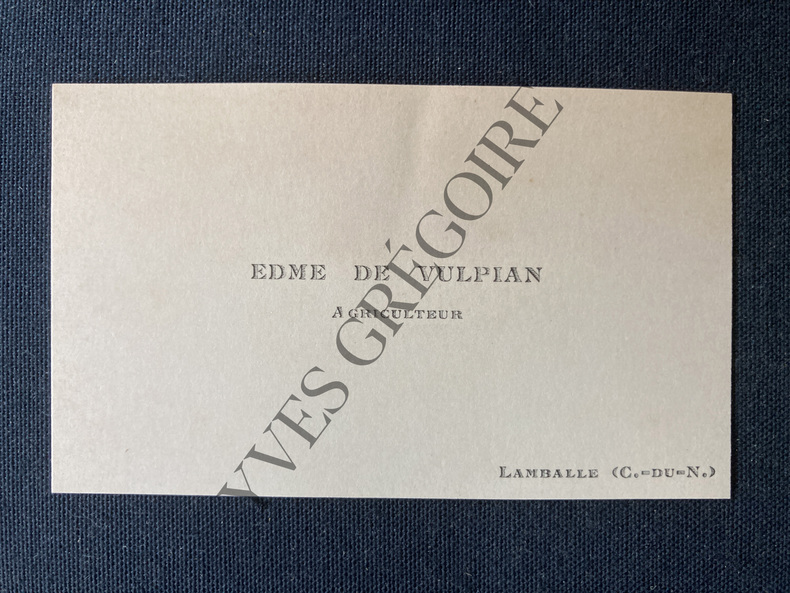 EDME DE VULPIAN
AGRICULTEUR
LAMBALLE (C.=DU=N.)
YVES GRÉGOIRE